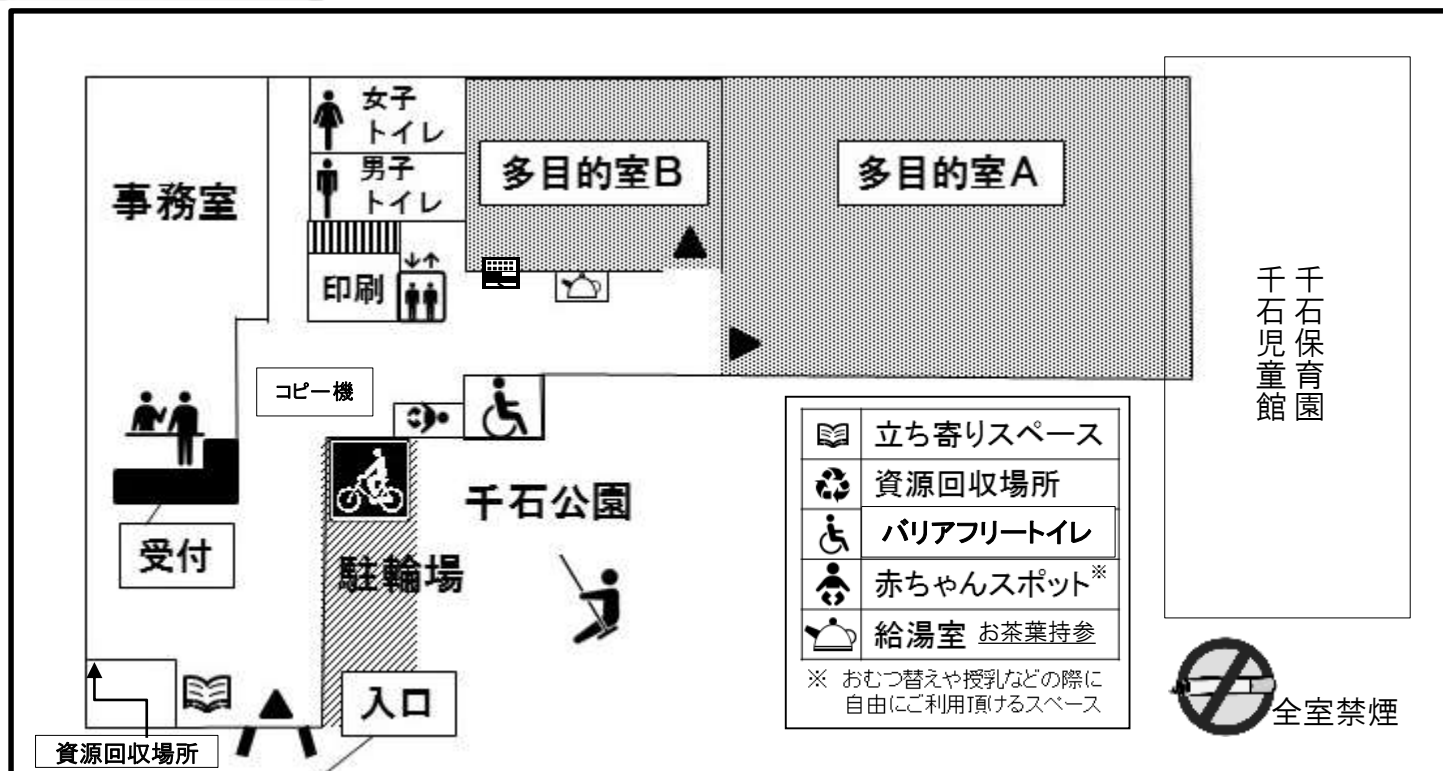 女子
トイレ
男子
トイレ
事務室
多目的室B
多目的室A
印刷
コピー機
千石保育園
千石児童館
受付
千石公園
駐輪場
入口
資源回収場所
立ち寄りスペース
資源回収場所
バリアフリートイレ
赤ちゃんスポット※
給湯室 お茶葉持参
※ おむつ替えや授乳などの際に
自由にご利用頂けるスペース
全室禁煙